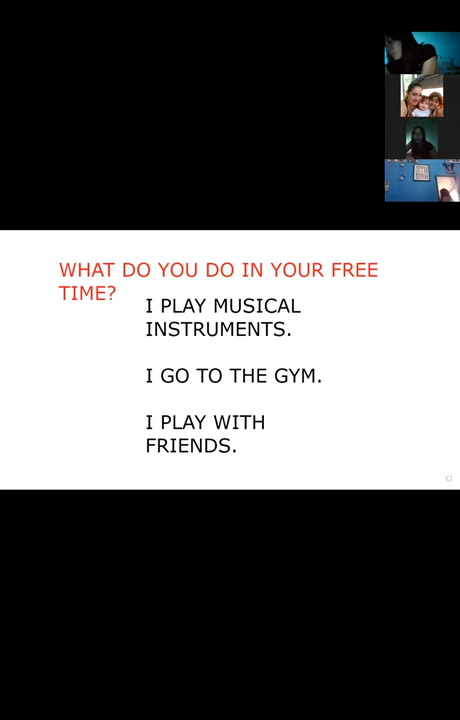 WHAT DO YOU DO IN YOUR FREE
TIME?
I PLAY MUSICAL
INSTRUMENTS.
I GO TO THE GYM.
I PLAY WITH
FRIENDS.